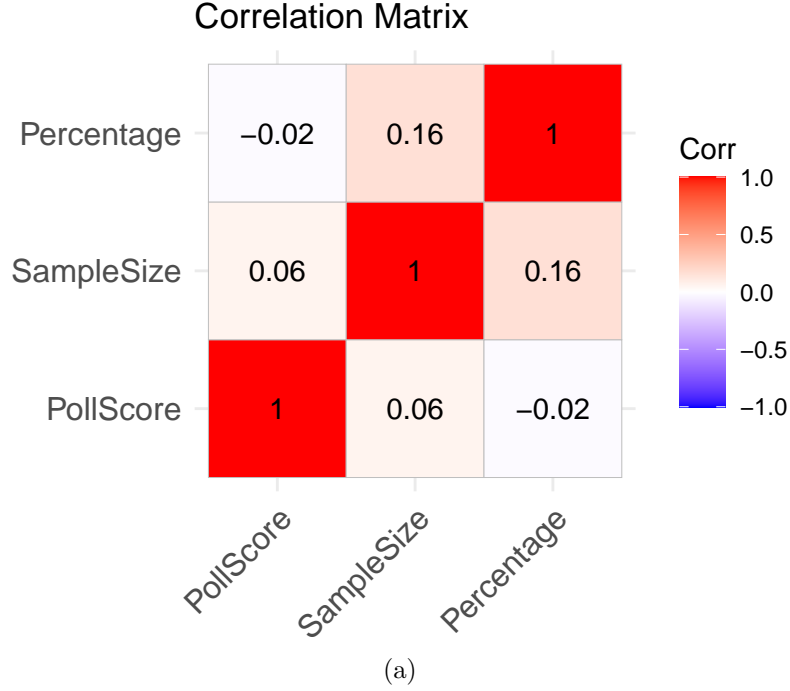 Correlation Matrix
Percentage
−0.02
0.16
1
SampleSize
0.06
1
0.16
PollScore
1
0.06
−0.02
PollScore
SampleSize
Percentage
Corr
1.0
0.5
0.0
−0.5
−1.0
(a)